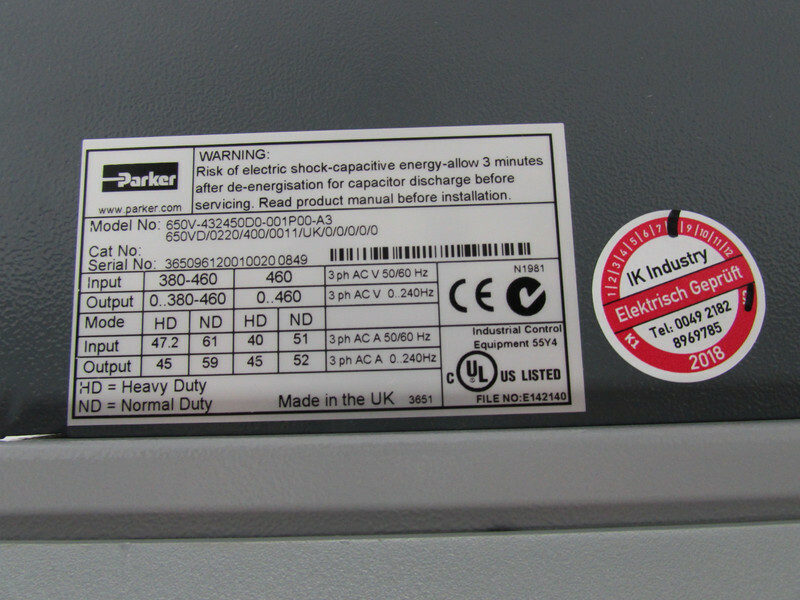 Parker
www.parker.com
WARNING:
Risk of electric shock-capacitive energy-allow 3 minutes
after de-energisation for capacitor discharge before
servicing. Read product manual before installation.
Model No: 650V-432450D0-001P00-A3
650VD/0220/400/0011/UK/0/0/0/0/0
Cat No:
Serial No: 365096120010020 0849
Input 380-460 460 3 ph AC V 50/60 Hz
Output 0..380-460 0..460 3 ph AC V 0..240Hz
Mode HD ND HD ND
Input 47.2 61 40 51 3 ph AC A 50/60 Hz
Output 45 59 45 52 3 ph AC A 0..240Hz
HD = Heavy Duty
ND = Normal Duty
Made in the UK 3651
CE
N1981
Industrial Control
Equipment 55Y4
C UL US LISTED
FILE NO:E142140
1 2 3 4 5 6 7 9 10 11 12
IK Industry
Elektrisch Geprüft
Tel: 0049 2182
8969785
K1
2018